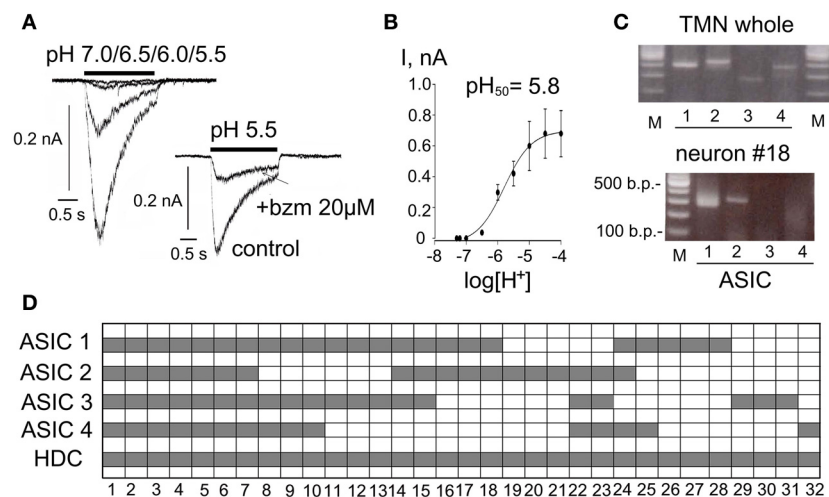 A
pH 7.0/6.5/6.0/5.5
0.2 nA
0.5 s
pH 5.5
0.2 nA
+bzm 20µM
0.5 s
control
B
I, nA
pH50= 5.8
1.0
0.8
0.6
0.4
0.2
0
-8 -7 -6 -5 -4
log[H+]
C
TMN whole
M 1 2 3 4 M
neuron #18
500 b.p.-
100 b.p.-
M 1 2 3 4
ASIC
D
ASIC 1
ASIC 2
ASIC 3
ASIC 4
HDC
1 2 3 4 5 6 7 8 9 10 11 12 13 14 15 16 17 18 19 20 21 22 23 24 25 26 27 28 29 30 31 32